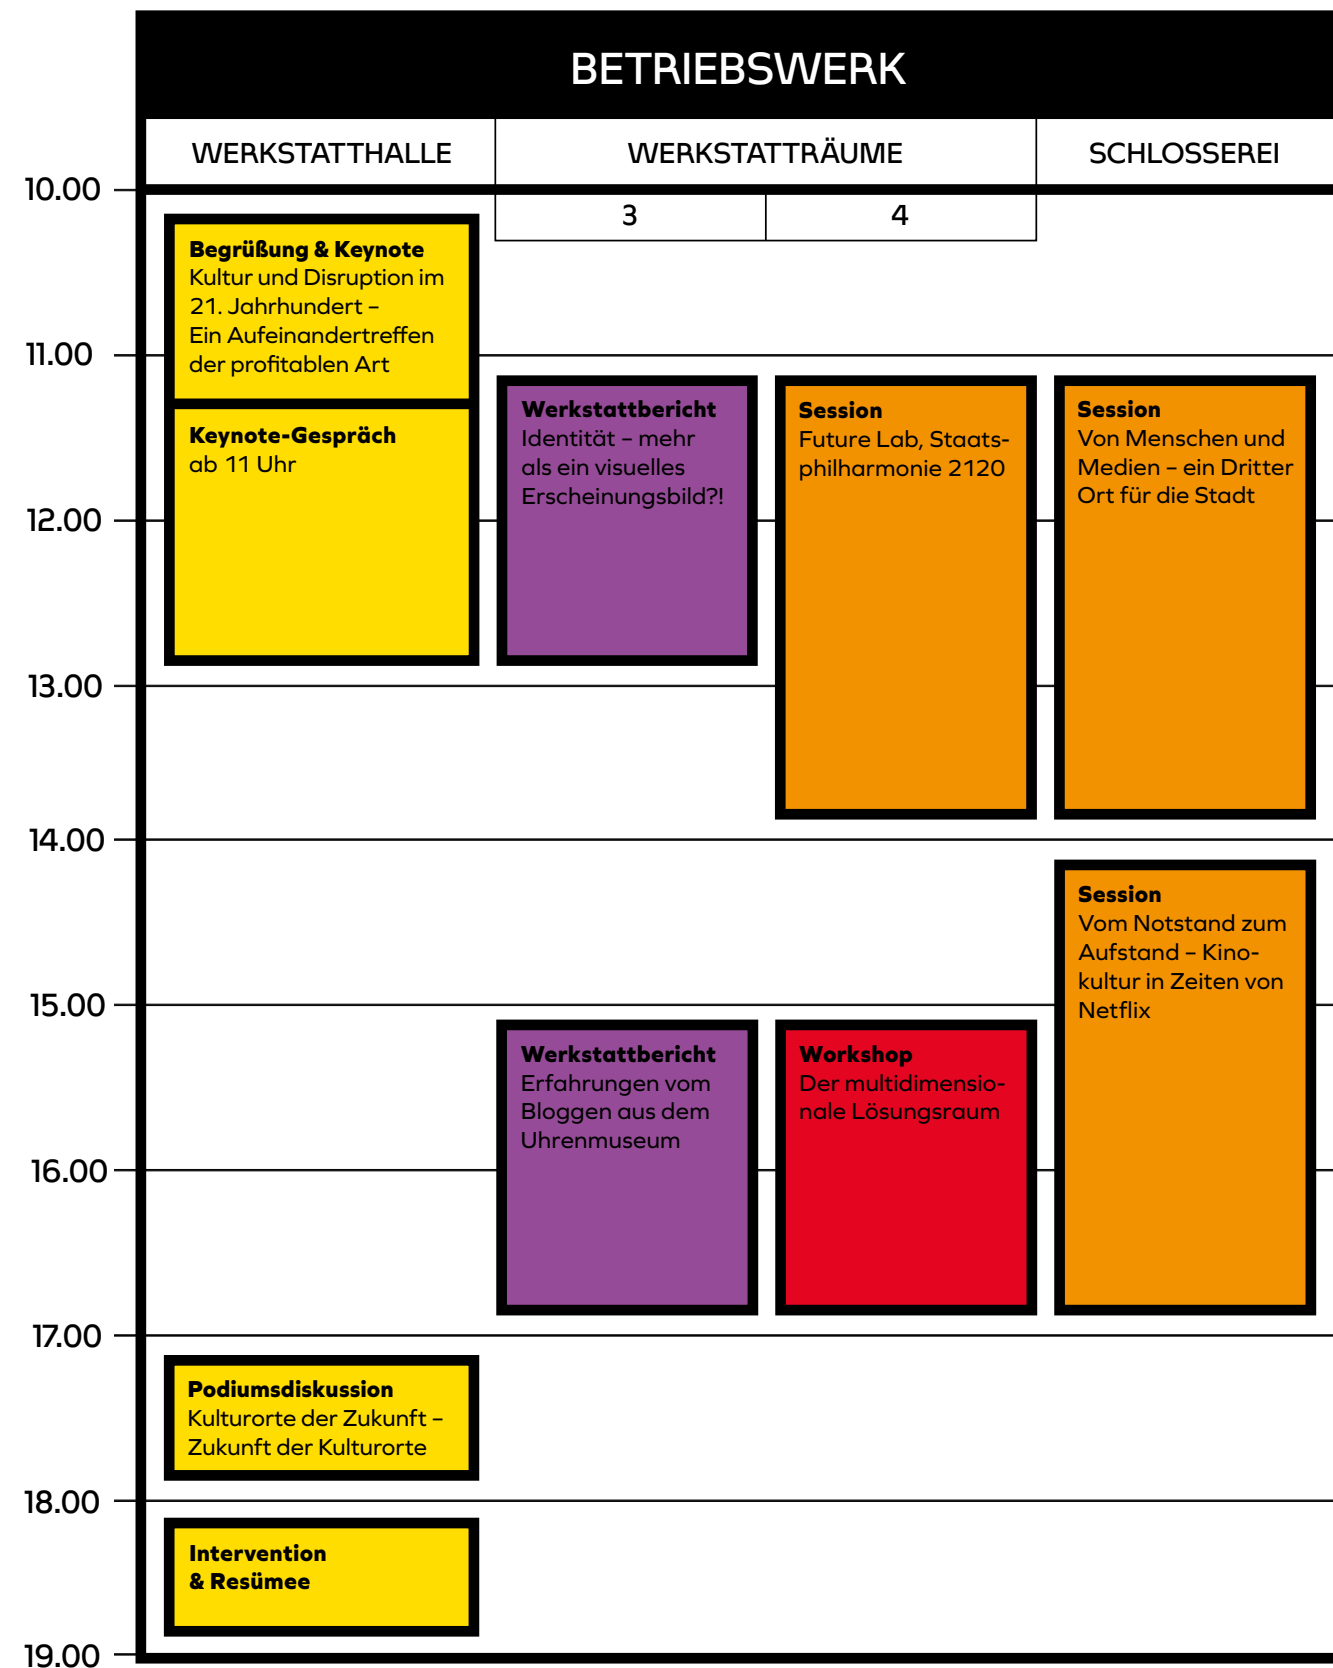 BETRIEBSWERK
WERKSTATTHALLE
WERKSTATTRÄUME
SCHLOSSEREI
3
4
10.00
11.00
12.00
13.00
14.00
15.00
16.00
17.00
18.00
19.00
Begrüßung & Keynote
Kultur und Disruption im
21. Jahrhundert –
Ein Aufeinandertreffen
der profitablen Art
Keynote-Gespräch
ab 11 Uhr
Werkstattbericht
Identität – mehr
als ein visuelles
Erscheinungsbild?!
Session
Future Lab, Staats-
philharmonie 2120
Session
Von Menschen und
Medien – ein Dritter
Ort für die Stadt
Session
Vom Notstand zum
Aufstand – Kino-
kultur in Zeiten von
Netflix
Werkstattbericht
Erfahrungen vom
Bloggen aus dem
Uhrenmuseum
Workshop
Der multidimensio-
nale Lösungsraum
Podiumsdiskussion
Kulturorte der Zukunft –
Zukunft der Kulturorte
Intervention
& Resümee